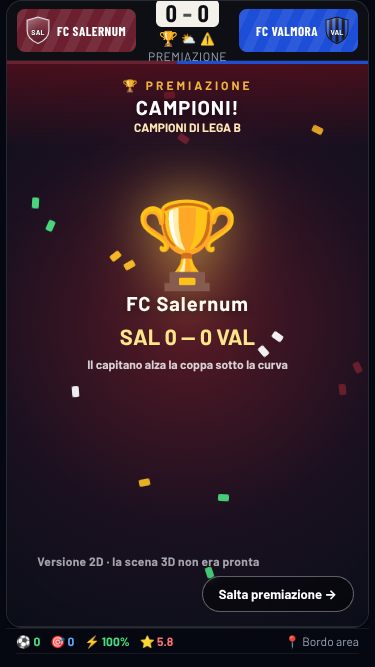 SAL
FC SALERNUM
0 – 0
FC VALMORA
VAL
PREMIAZIONE
PREMIAZIONE
CAMPIONI!
CAMPIONI DI LEGA B
FC Salernum
SAL 0 — 0 VAL
Il capitano alza la coppa sotto la curva
Versione 2D · la scena 3D non era pronta
Salta premiazione →
0 0 100% 5.8 Bordo area